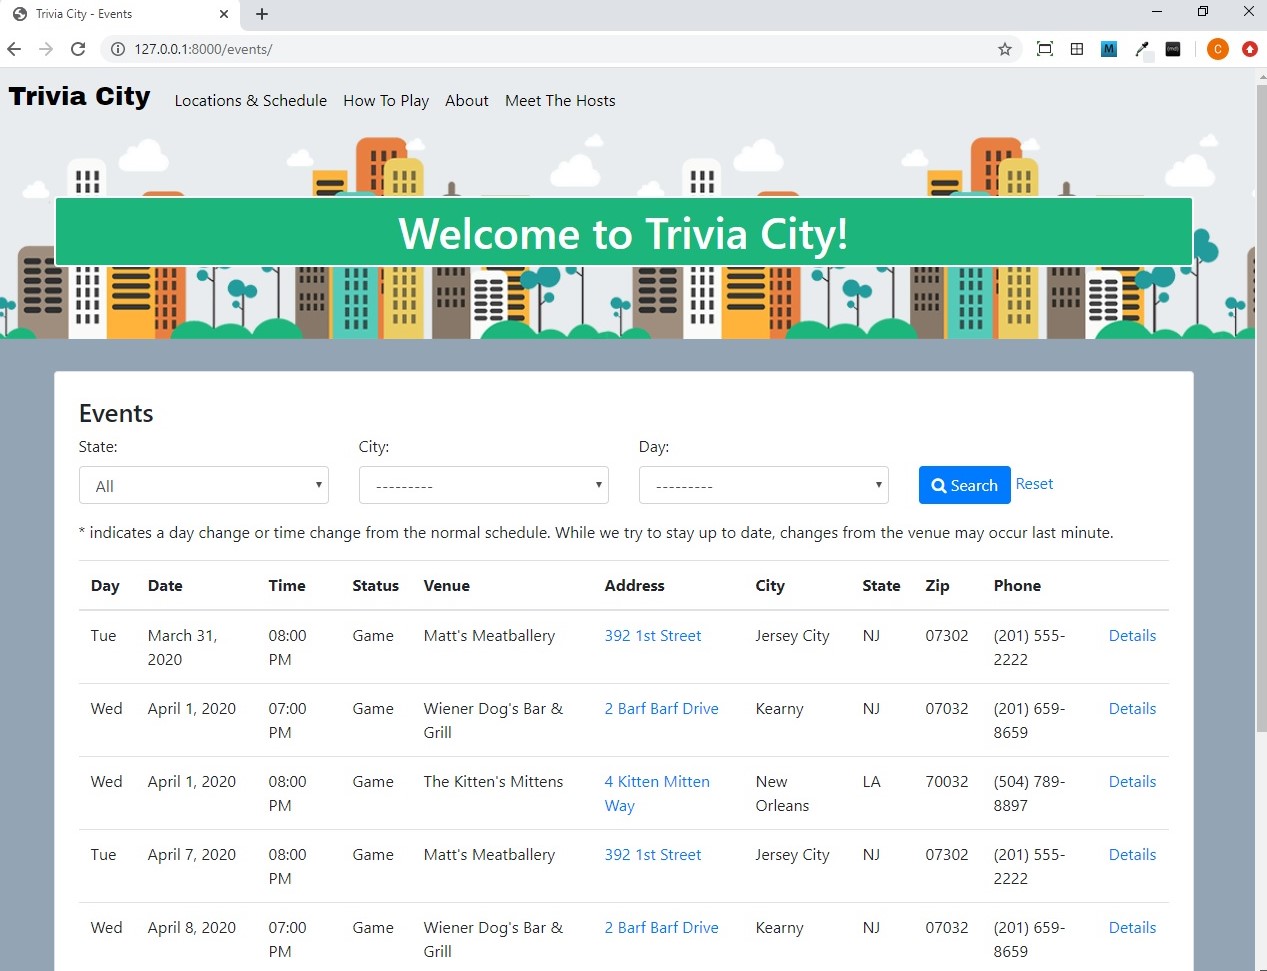 Trivia City - Events
127.0.0.1:8000/events/
M
C
Trivia City Locations & Schedule How To Play About Meet The Hosts
Welcome to Trivia City!
Events
State: City: Day:
All --------- --------- Search Reset
* indicates a day change or time change from the normal schedule. While we try to stay up to date, changes from the venue may occur last minute.
Day Date Time Status Venue Address City State Zip Phone
Tue March 31, 08:00 Game Matt's Meatballery 392 1st Street Jersey City NJ 07302 (201) 555- Details
2020 PM 2222
Wed April 1, 2020 07:00 Game Wiener Dog's Bar & 2 Barf Barf Drive Kearny NJ 07032 (201) 659- Details
PM Grill 8659
Wed April 1, 2020 08:00 Game The Kitten's Mittens 4 Kitten Mitten New LA 70032 (504) 789- Details
PM Way Orleans 8897
Tue April 7, 2020 08:00 Game Matt's Meatballery 392 1st Street Jersey City NJ 07302 (201) 555- Details
PM 2222
Wed April 8, 2020 07:00 Game Wiener Dog's Bar & 2 Barf Barf Drive Kearny NJ 07032 (201) 659- Details
PM Grill 8659